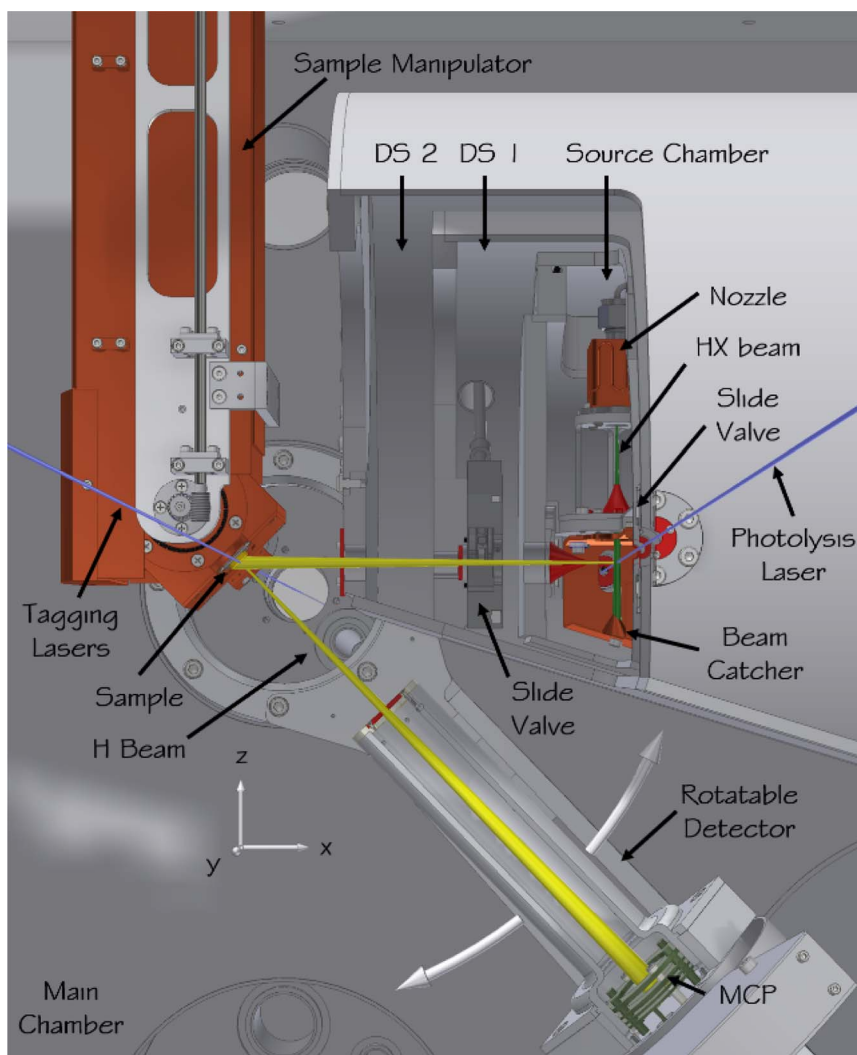 Sample Manipulator
DS 2 DS 1 Source Chamber
Nozzle
HX beam
Slide
Valve
Photolysis
Laser
Tagging
Lasers
Sample
H Beam
Slide
Valve
Beam
Catcher
z
y
x
Rotatable
Detector
Main
Chamber
MCP